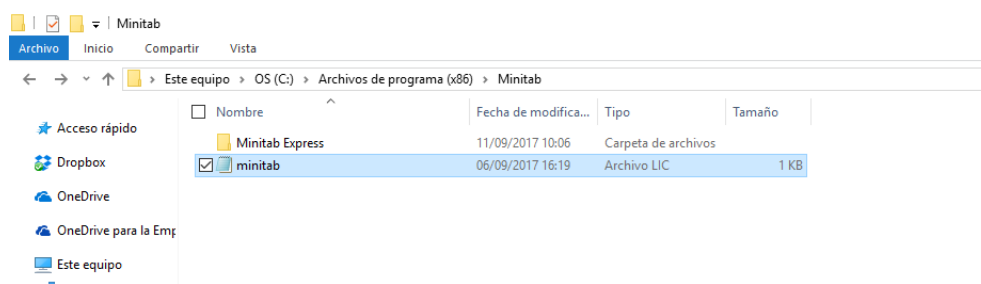 Minitab
Archivo Inicio Compartir Vista
Este equipo > OS (C:) > Archivos de programa (x86) > Minitab
Nombre Fecha de modifica... Tipo Tamaño
Acceso rápido
Minitab Express 11/09/2017 10:06 Carpeta de archivos
Dropbox
minitab 06/09/2017 16:19 Archivo LIC 1 KB
OneDrive
OneDrive para la Emp
Este equipo